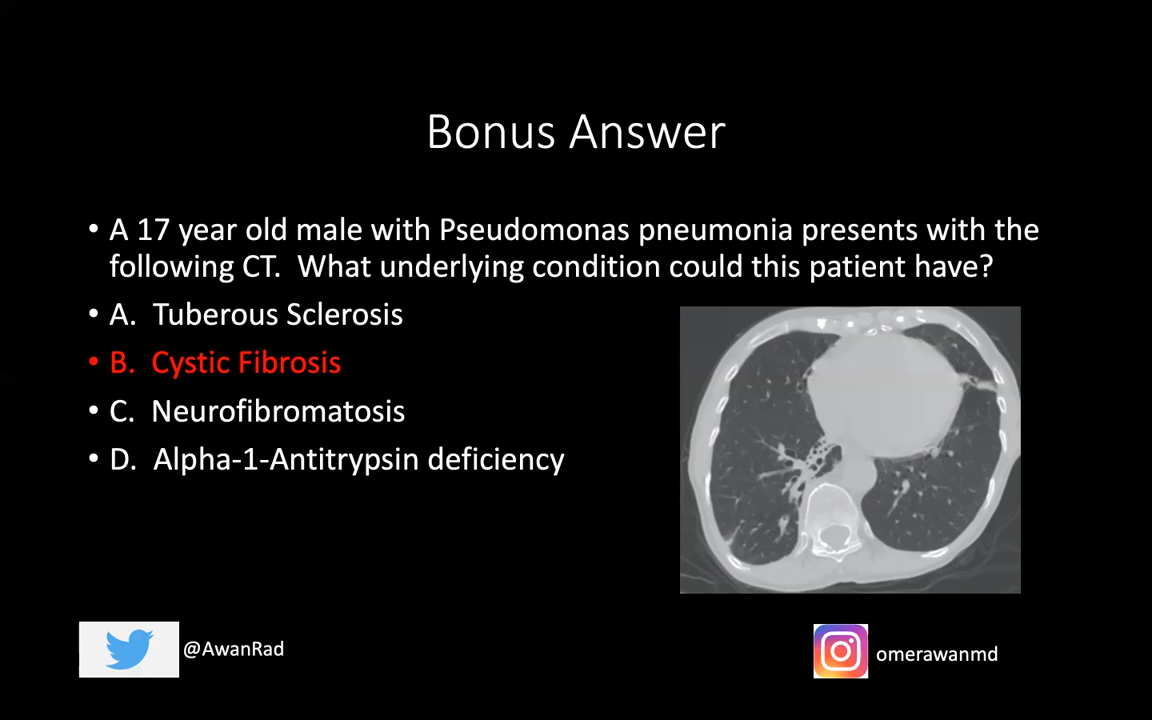 Bonus Answer
• A 17 year old male with Pseudomonas pneumonia presents with the
following CT. What underlying condition could this patient have?
• A. Tuberous Sclerosis
• B. Cystic Fibrosis
• C. Neurofibromatosis
• D. Alpha-1-Antitrypsin deficiency
@AwanRad
omerawanmd